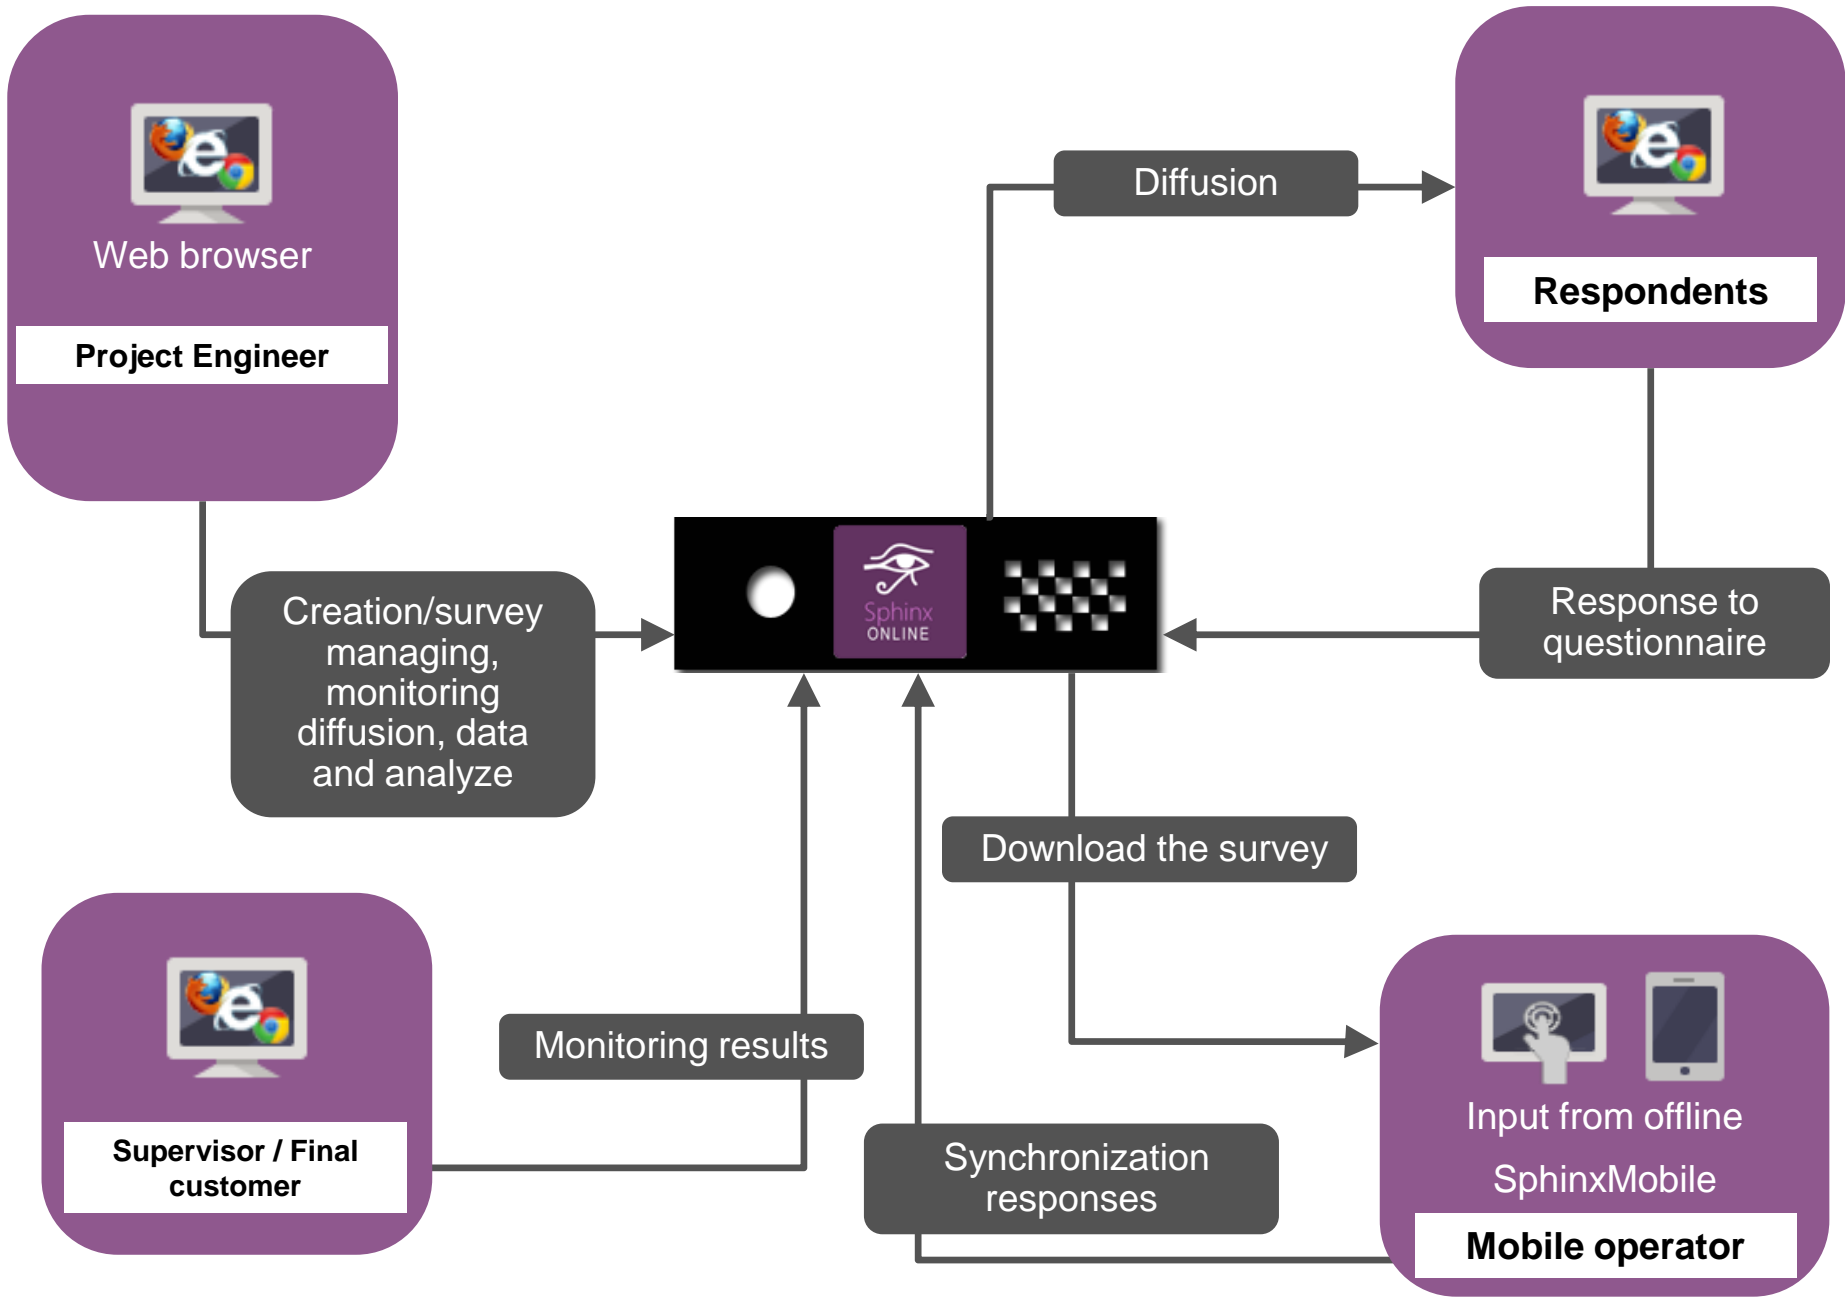 Web browser
Project Engineer
Diffusion
Respondents
Creation/survey
managing,
monitoring
diffusion, data
and analyze
Sphinx
ONLINE
Response to
questionnaire
Download the survey
Supervisor / Final
customer
Monitoring results
Synchronization
responses
Input from offline
SphinxMobile
Mobile operator